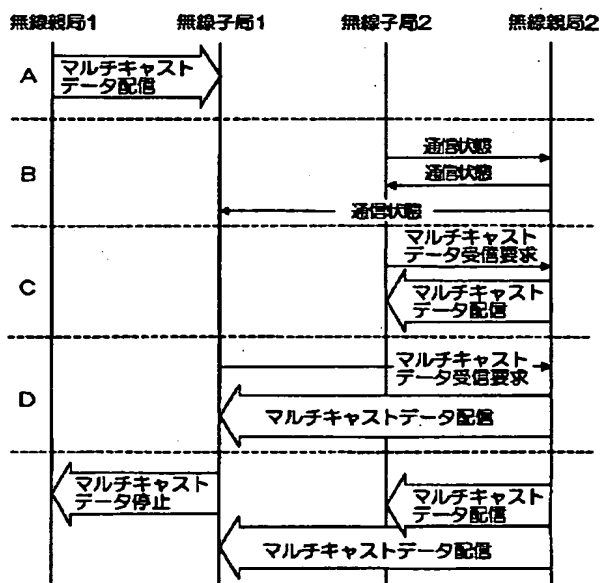 無線親局1 無線子局1 無線子局2 無線親局2
A
マルチキャスト
データ配信
B
通信状態
通信状態
通信状態
C
マルチキャスト
データ受信要求
マルチキャスト
データ配信
D
マルチキャスト
データ受信要求
マルチキャストデータ配信
マルチキャスト
データ停止
マルチキャスト
データ配信
マルチキャストデータ配信